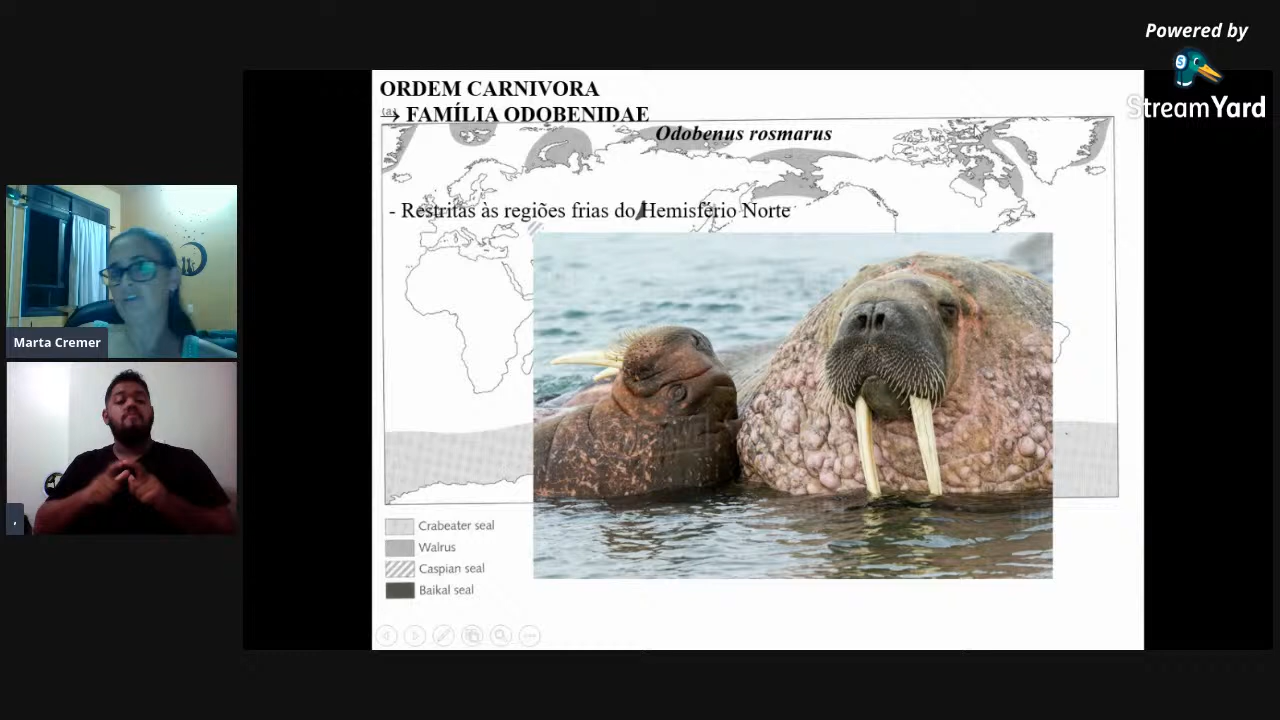 Powered by
StreamYard
ORDEM CARNIVORA
(a)
→ FAMÍLIA ODOBENIDAE
Odobenus rosmarus
- Restritas às regiões frias do Hemisfério Norte
Marta Cremer
,
Crabeater seal
Walrus
Caspian seal
Baikal seal